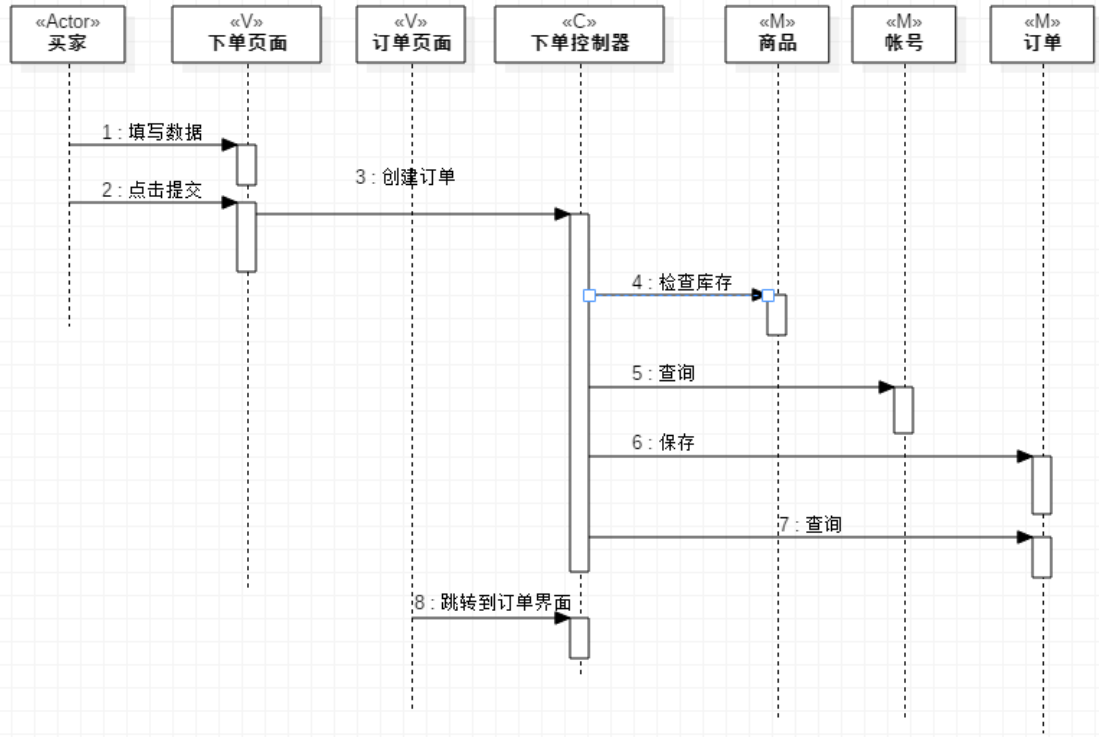 «Actor»
买家
«V»
下单页面
«V»
订单页面
«C»
下单控制器
«M»
商品
«M»
帐号
«M»
订单
1 : 填写数据
2 : 点击提交
3 : 创建订单
4 : 检查库存
5 : 查询
6 : 保存
7 : 查询
8 : 跳转到订单界面